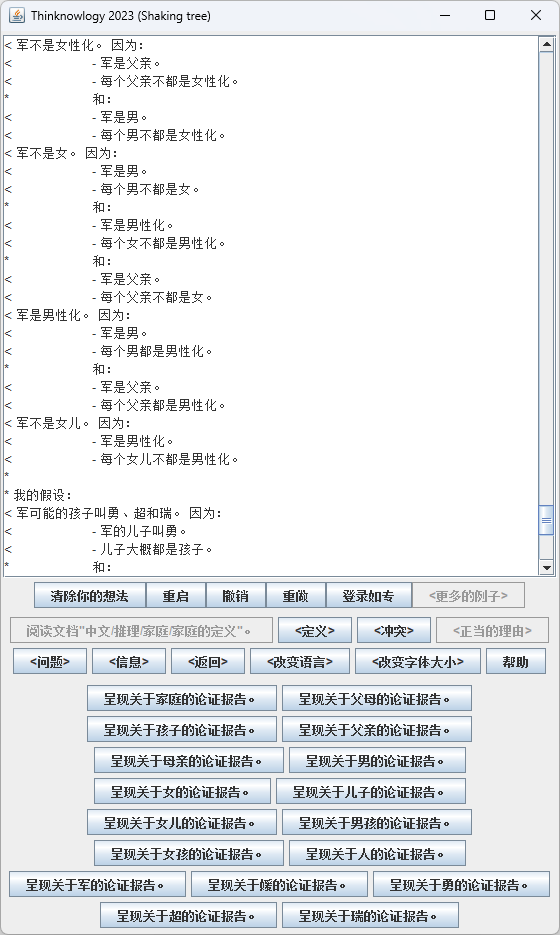 Thinknowlogy 2023 (Shaking tree)
< 军不是女性化。 因为:
< - 军是父亲。
< - 每个父亲不都是女性化。
* 和:
< - 军是男。
< - 每个男不都是女性化。
< 军不是女。 因为:
< - 军是男。
< - 每个男不都是女。
* 和:
< - 军是男性化。
< - 每个女不都是男性化。
* 和:
< - 军是父亲。
< - 每个父亲不都是女。
< 军是男性化。 因为:
< - 军是男。
< - 每个男都是男性化。
* 和:
< - 军是父亲。
< - 每个父亲都是男性化。
< 军不是女儿。 因为:
< - 军是男性化。
< - 每个女儿不都是男性化。
*
* 我的假设:
< 军可能的孩子叫勇、超和瑞。 因为:
< - 军的儿子叫勇。
< - 儿子大概都是孩子。
* 和:
清除你的想法 重启 撤销 重做 登录如专 <更多的例子>
阅读文档"中文/推理/家庭/家庭的定义"。 <定义> <冲突> <正当的理由>
<问题> <信息> <返回> <改变语言> <改变字体大小> 帮助
呈现关于家庭的论证报告。 呈现关于父母的论证报告。
呈现关于孩子的论证报告。 呈现关于父亲的论证报告。
呈现关于母亲的论证报告。 呈现关于男的论证报告。
呈现关于女的论证报告。 呈现关于儿子的论证报告。
呈现关于女儿的论证报告。 呈现关于男孩的论证报告。
呈现关于女孩的论证报告。 呈现关于人的论证报告。
呈现关于军的论证报告。 呈现关于的论证报告。 呈现关于勇的论证报告。
呈现关于超的论证报告。 呈现关于瑞的论证报告。